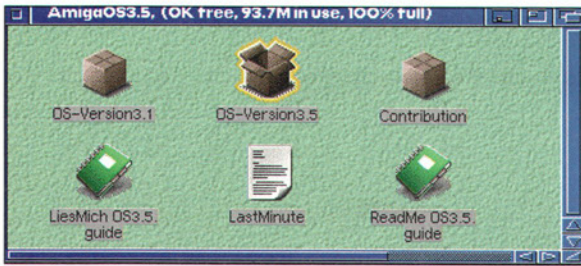 AmigaOS3.5, (0K free, 93.7M in use, 100% full)
OS-Version3.1
OS-Version3.5
Contribution
LiesMich OS3.5.
guide
LastMinute
ReadMe OS3.5.
guide